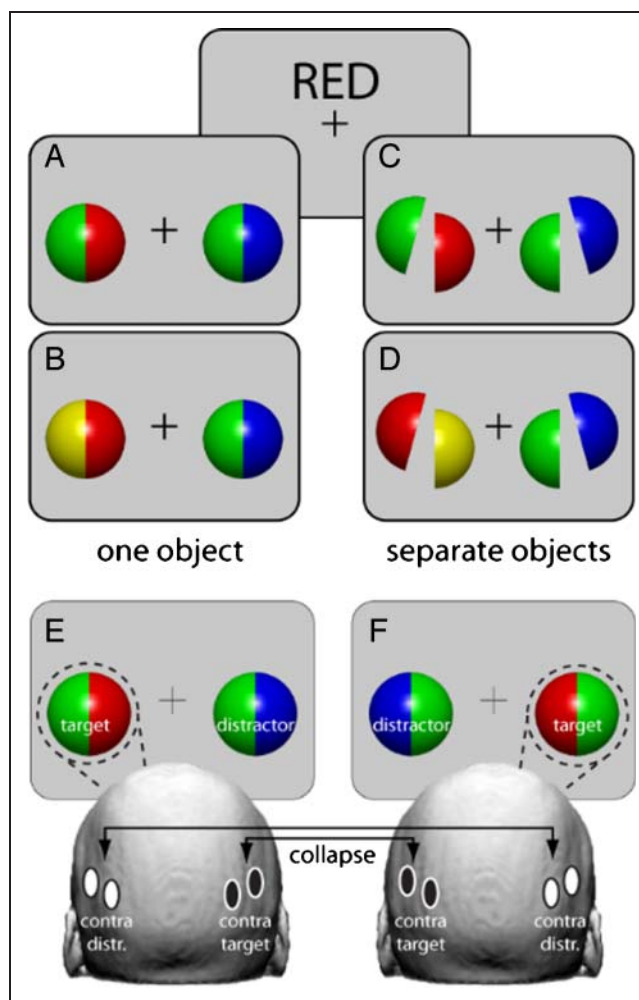 RED
+
A
+
C
+
B
+
D
+
one object
separate objects
E
+
target
distractor
F
+
distractor
target
collapse
contra
distr.
contra
target
contra
target
contra
distr.